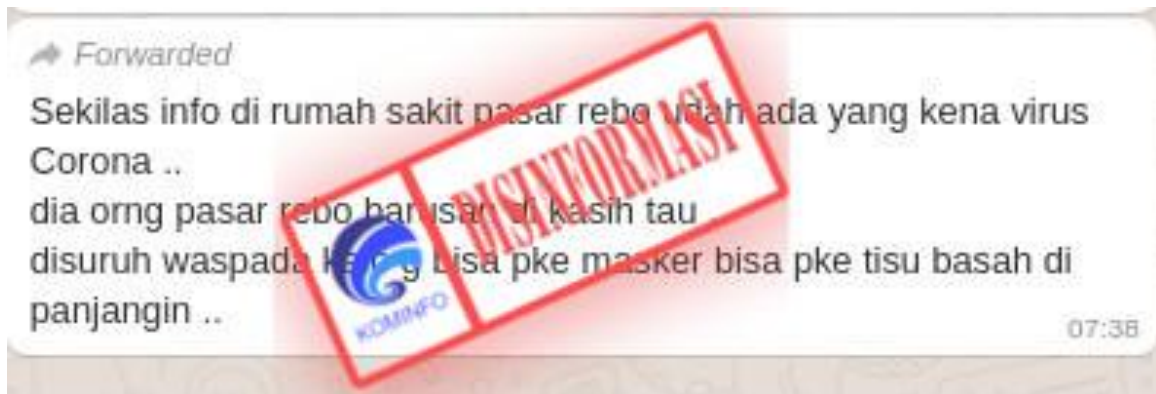 Forwarded
Sekilas info di rumah sakit pasar rebo udah ada yang kena virus
Corona ..
dia orng pasar rebo barusan di kasih tau .
disuruh waspada bisa pke masker bisa pke tisu basah di
panjangin ..
07:38
DISINFORMASI
KOMINFO